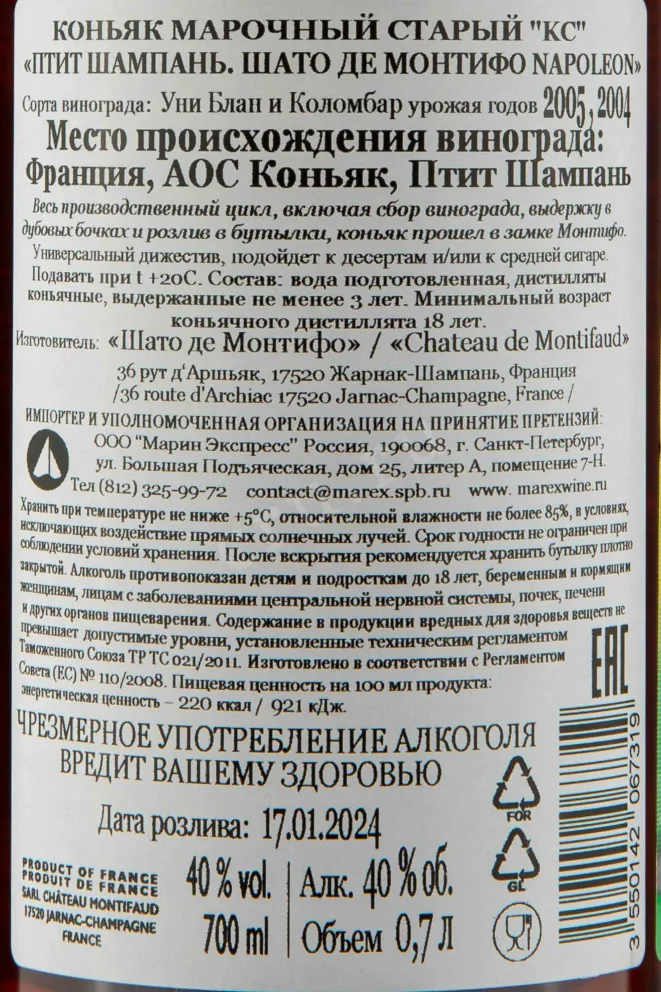 КОНЬЯК МАРОЧНЫЙ СТАРЫЙ "КС"
«ПТИТ ШАМПАНЬ. ШАТО ДЕ МОНТИФО NAPOLEON»
Сорта винограда: Уни Блан и Коломбар урожая годов 2005, 2004
Место происхождения винограда:
Франция, АОС Коньяк, Птит Шампань
Весь производственный цикл, включая сбор винограда, выдержку в
дубовых бочках и розлив в бутылки, коньяк прошел в замке Монтифо.
Универсальный дижестив, подойдет к десертам и/или к средней сигаре.
Подавать при t +20C. Состав: вода подготовленная, дистилляты
коньячные, выдержанные не менее 3 лет. Минимальный возраст
коньячного дистиллята 18 лет.
Изготовитель: «Шато де Монтифо» / «Chateau de Montifaud»
36 рут д'Аршьяк, 17520 Жарнак-Шампань, Франция
/36 route d'Archiac 17520 Jarnac-Champagne, France /
ИМПОРТЕР И УПОЛНОМОЧЕННАЯ ОРГАНИЗАЦИЯ НА ПРИНЯТИЕ ПРЕТЕНЗИЙ:
ООО "Марин Экспресс" Россия, 190068, г. Санкт-Петербург,
ул. Большая Подъяческая, дом 25, литер А, помещение 7-Н.
Тел (812) 325-99-72 contact@marex.spb.ru www. marexwine.ru
Хранить при температуре не ниже +5°С, относительной влажности не более 85%, в условиях,
исключающих воздействие прямых солнечных лучей. Срок годности не ограничен при
соблюдении условий хранения. После вскрытия рекомендуется хранить бутылку плотно
закрытой. Алкоголь противопоказан детям и подросткам до 18 лет, беременным и кормящим
женщинам, лицам с заболеваниями центральной нервной системы, почек, печени
и других органов пищеварения. Содержание в продукции вредных для здоровья веществ не
превышает допустимые уровни, установленные техническим регламентом
Таможенного Союза ТР ТС 021/2011. Изготовлено в соответствии с Регламентом
Совета (ЕС) № 110/2008. Пищевая ценность на 100 мл продукта:
энергетическая ценность – 220 ккал / 921 кДж.
EAC
ЧРЕЗМЕРНОЕ УПОТРЕБЛЕНИЕ АЛКОГОЛЯ
ВРЕДИТ ВАШЕМУ ЗДОРОВЬЮ
Дата розлива: 17.01.2024
FOR
GL
PRODUCT OF FRANCE
PRODUIT DE FRANCE
SARL CHÂTEAU MONTIFAUD
17520 JARNAC-CHAMPAGNE
FRANCE
40 % vol.
700 ml
Алк. 40 % об.
Объем 0,7 Л
3 550142 067319